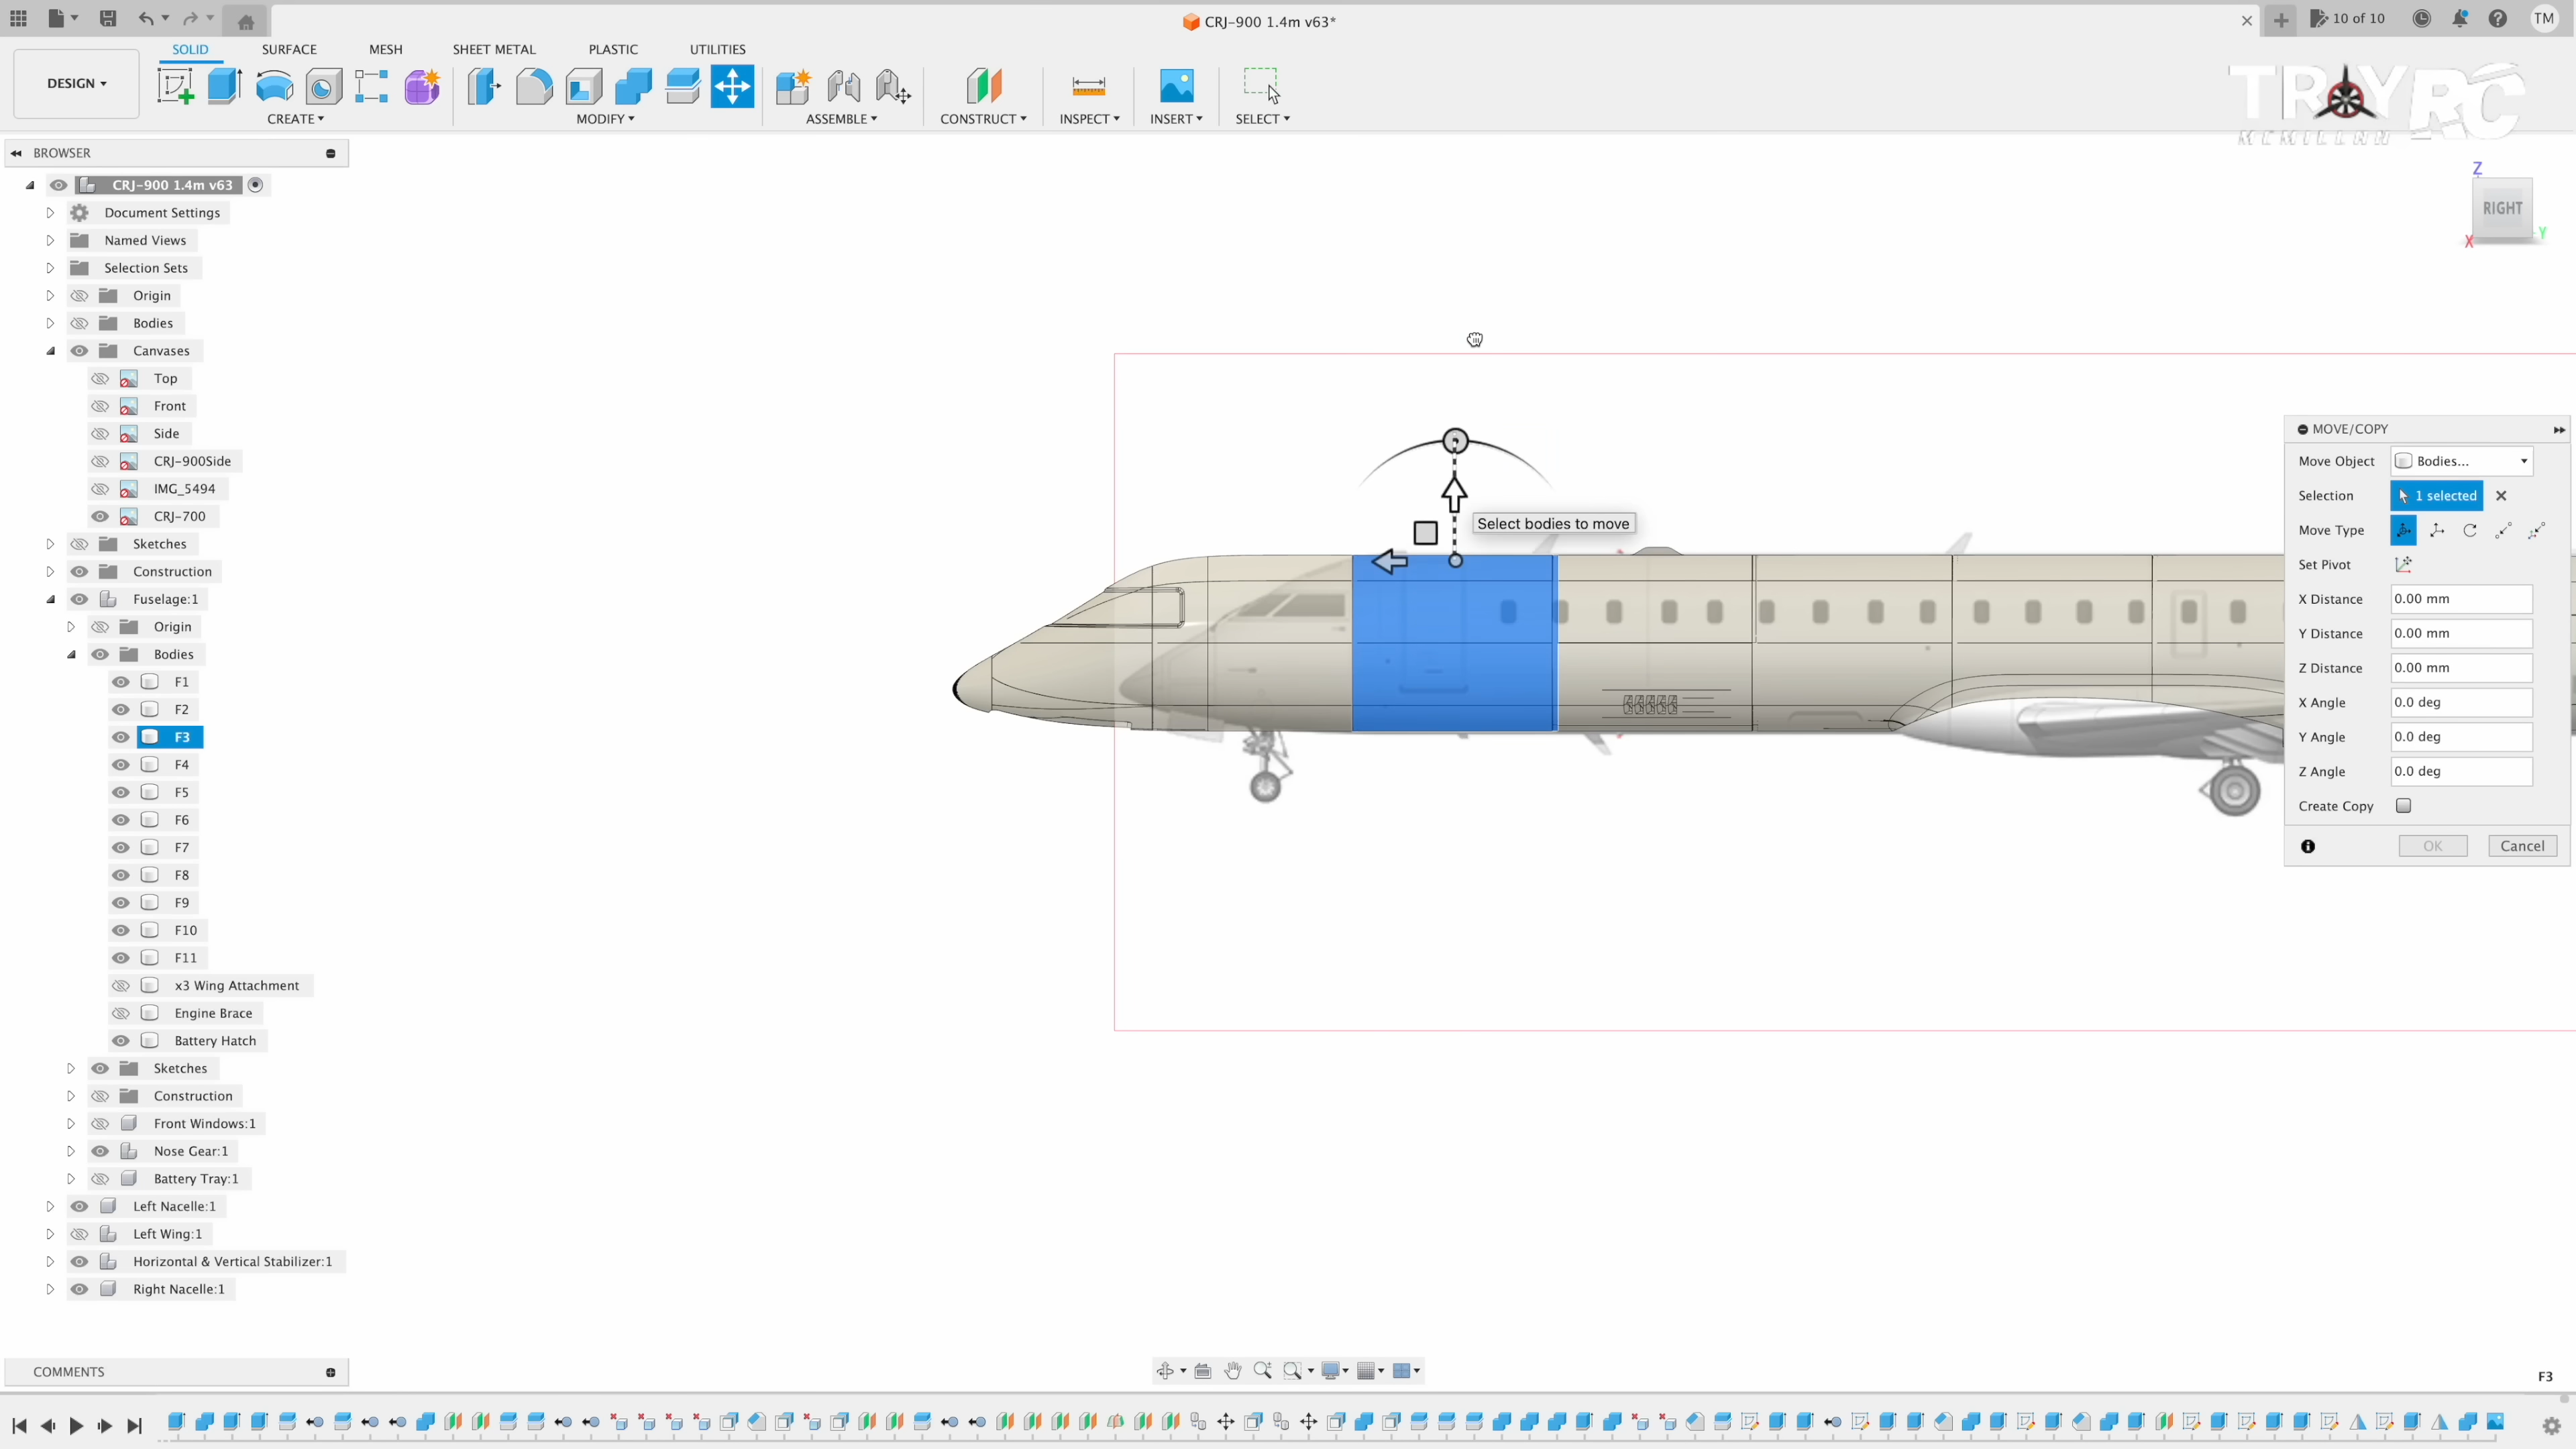 CRJ-900 1.4m v63*
10 of 10
TM
DESIGN
SOLID
SURFACE
MESH
SHEET METAL
PLASTIC
UTILITIES
CREATE
MODIFY
ASSEMBLE
CONSTRUCT
INSPECT
INSERT
SELECT
TROY RC
MCMILLAN
BROWSER
CRJ-900 1.4m v63
Document Settings
Named Views
Selection Sets
Origin
Bodies
Canvases
Top
Front
Side
CRJ-900Side
IMG_5494
CRJ-700
Sketches
Construction
Fuselage:1
Origin
Bodies
F1
F2
F3
F4
F5
F6
F7
F8
F9
F10
F11
x3 Wing Attachment
Engine Brace
Battery Hatch
Sketches
Construction
Front Windows:1
Nose Gear:1
Battery Tray:1
Left Nacelle:1
Left Wing:1
Horizontal & Vertical Stabilizer:1
Right Nacelle:1
COMMENTS
Z
RIGHT
X
Y
Select bodies to move
MOVE/COPY
Move Object Bodies...
Selection 1 selected
Move Type
Set Pivot
X Distance 0.00 mm
Y Distance 0.00 mm
Z Distance 0.00 mm
X Angle 0.0 deg
Y Angle 0.0 deg
Z Angle 0.0 deg
Create Copy
OK
Cancel
F3